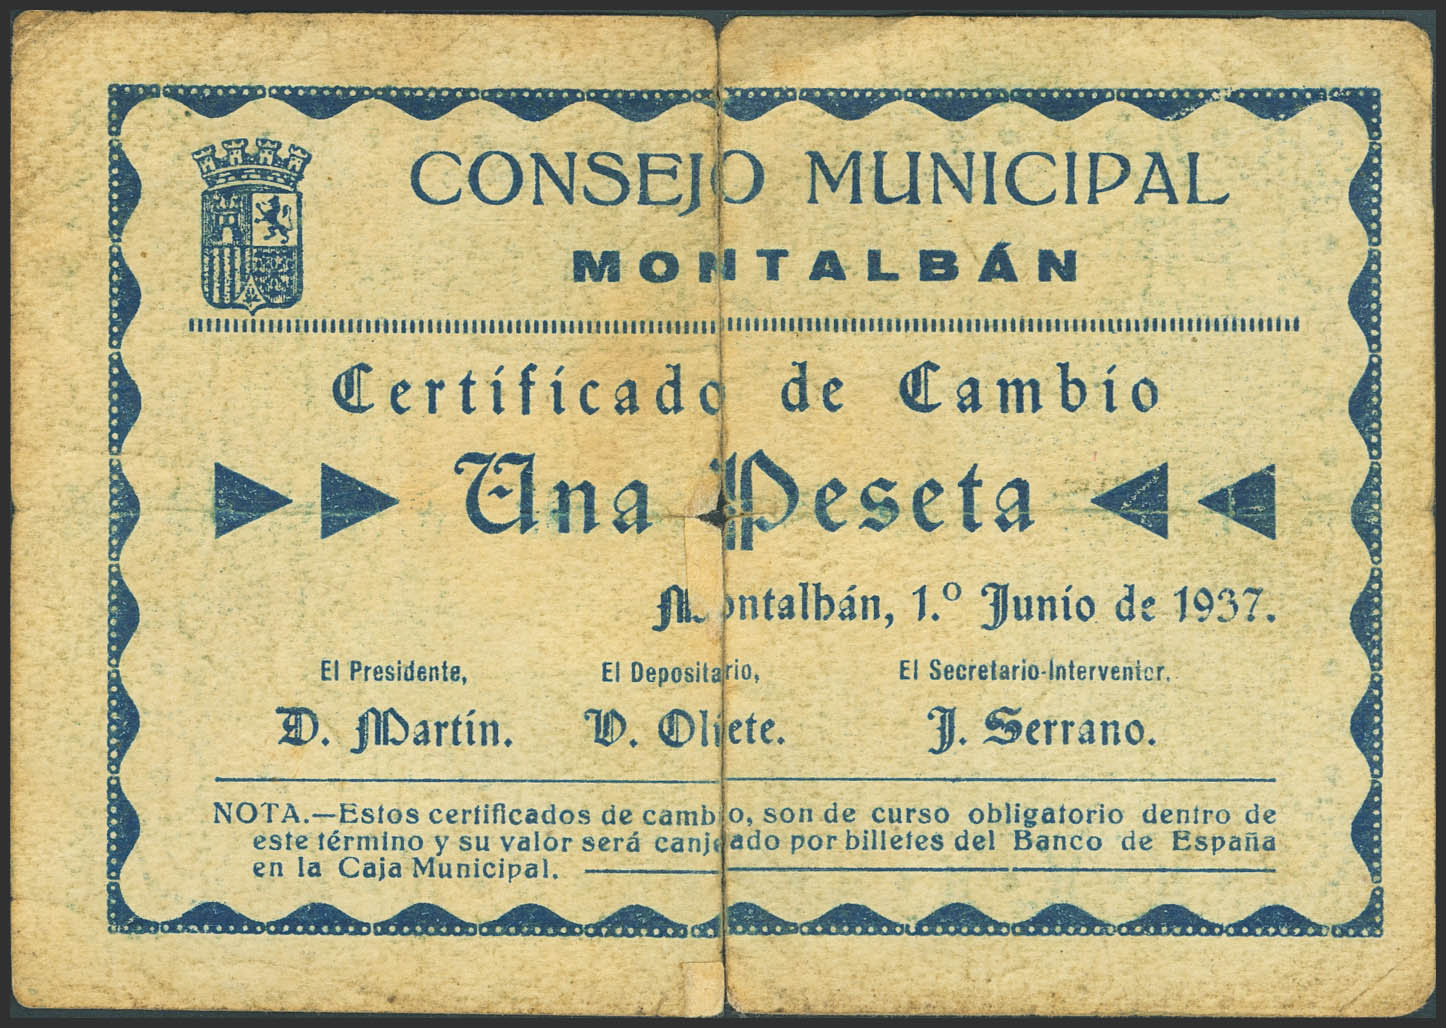 CONSEJO MUNICIPAL
MONTALBÁN
Certificado de Cambio
Una Peseta
Montalbán, 1.º Junio de 1937.
El Presidente, El Depositario, El Secretario-Interventor.
D. Martín. V. Oliete. J. Serrano.
NOTA.—Estos certificados de cambio, son de curso obligatorio dentro de
este término y su valor será canjeado por billetes del Banco de España
en la Caja Municipal.